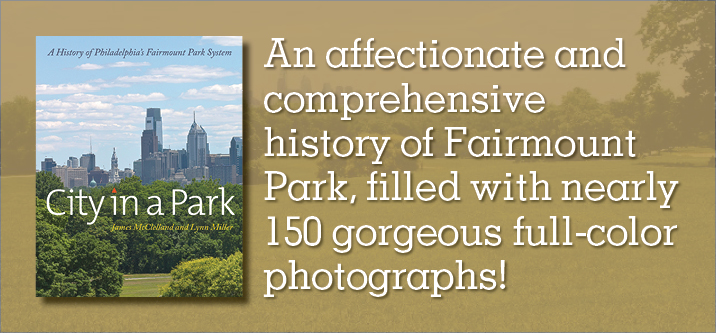 A History of Philadelphia's Fairmount Park System
City in a Park
James McClelland and Lynn Miller
An affectionate and
comprehensive
history of Fairmount
Park, filled with nearly
150 gorgeous full-color
photographs!